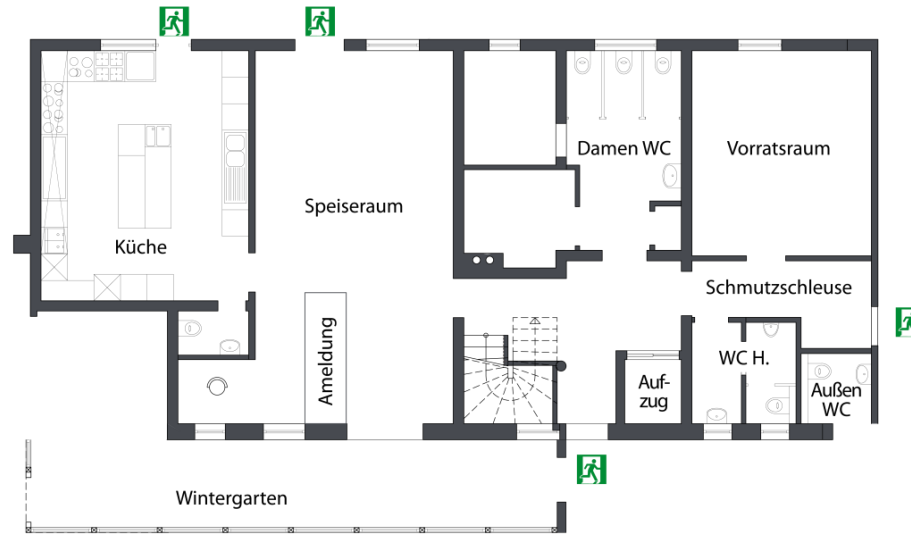 Damen WC
Vorratsraum
Speiseraum
Küche
Schmutzschleuse
Ameldung
WC H.
Auf-
zug
Außen
WC
Wintergarten